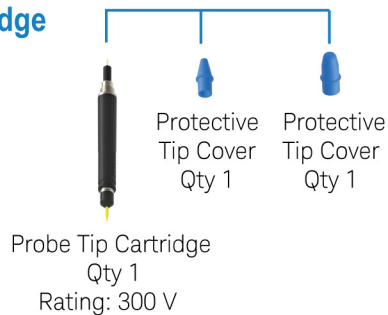 dge
Protective
Tip Cover
Qty 1
Protective
Tip Cover
Qty 1
Probe Tip Cartridge
Qty 1
Rating: 300 V